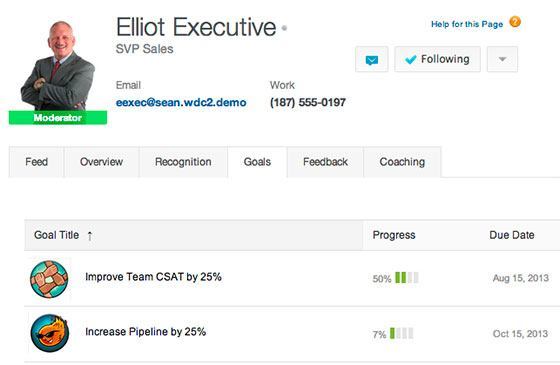 Elliot Executive
Help for this Page ?
SVP Sales
Following
Email
Work
eexec@sean.wdc2.demo
(187) 555-0197
Moderator
Feed Overview Recognition Goals Feedback Coaching
Goal Title ↑ Progress Due Date
Improve Team CSAT by 25% 50% Aug 15, 2013
Increase Pipeline by 25% 7% Oct 15, 2013